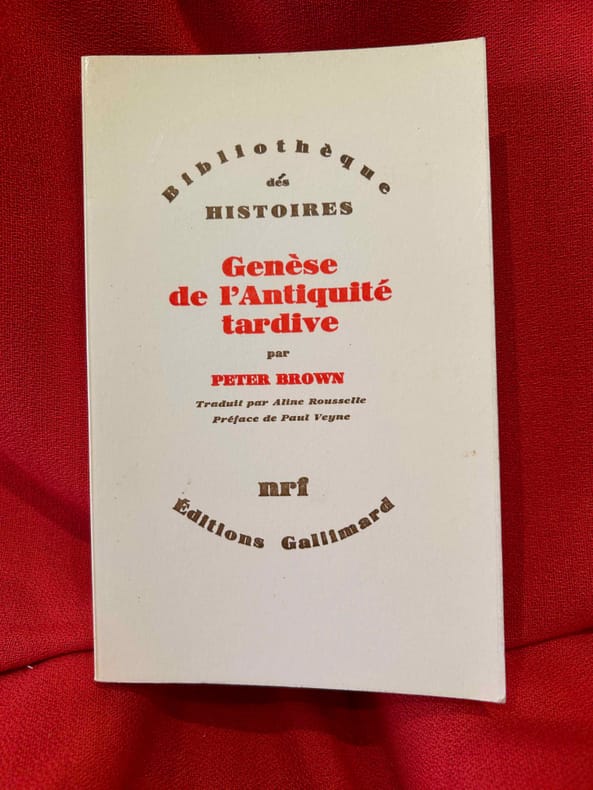 Bibliothèque
des
HISTOIRES
Genèse
de l'Antiquité
tardive
par
PETER BROWN
Traduit par Aline Rousselle
Préface de Paul Veyne
nrf
Éditions Gallimard